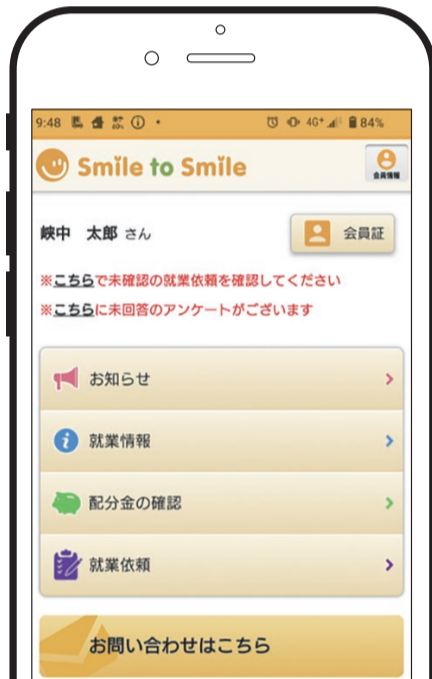 9:48 4G+ 84%
Smile to Smile
会員情報
峡中 太郎 さん
会員証
※こちらで未確認の就業依頼を確認してください
※こちらに未回答のアンケートがございます
お知らせ
就業情報
配分金の確認
就業依頼
お問い合わせはこちら